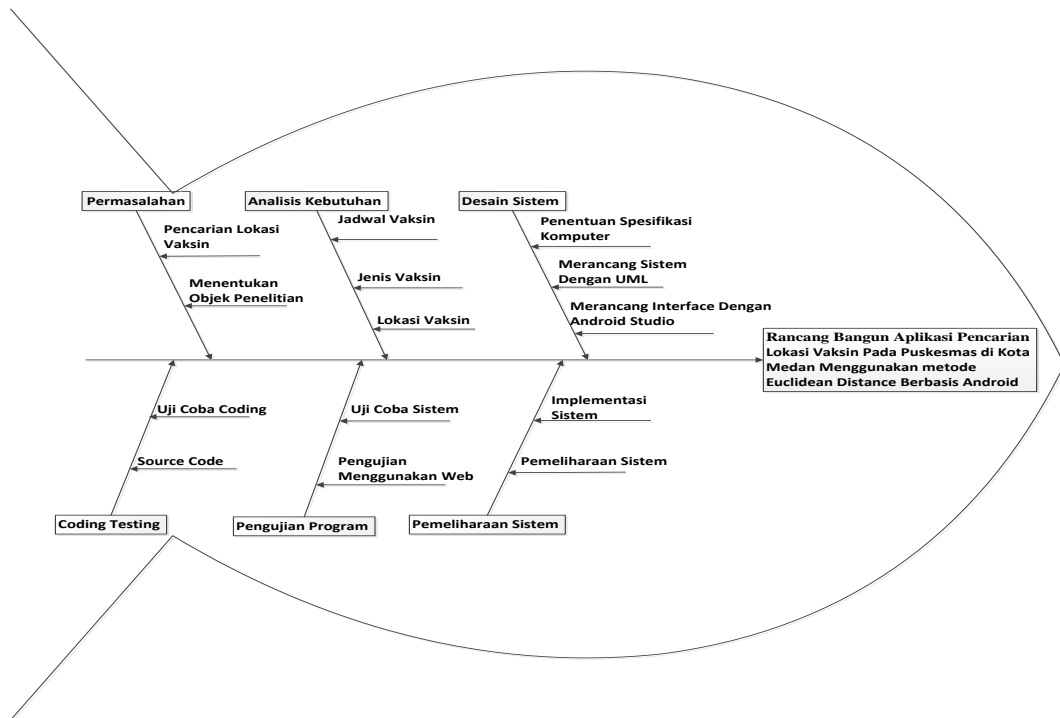 Permasalahan
Pencarian Lokasi
Vaksin
Menentukan
Objek Penelitian
Analisis Kebutuhan
Jadwal Vaksin
Jenis Vaksin
Lokasi Vaksin
Desain Sistem
Penentuan Spesifikasi
Komputer
Merancang Sistem
Dengan UML
Merancang Interface Dengan
Android Studio
Rancang Bangun Aplikasi Pencarian
Lokasi Vaksin Pada Puskesmas di Kota
Medan Menggunakan metode
Euclidean Distance Berbasis Android
Uji Coba Coding
Source Code
Coding Testing
Uji Coba Sistem
Pengujian
Menggunakan Web
Pengujian Program
Implementasi
Sistem
Pemeliharaan Sistem
Pemeliharaan Sistem